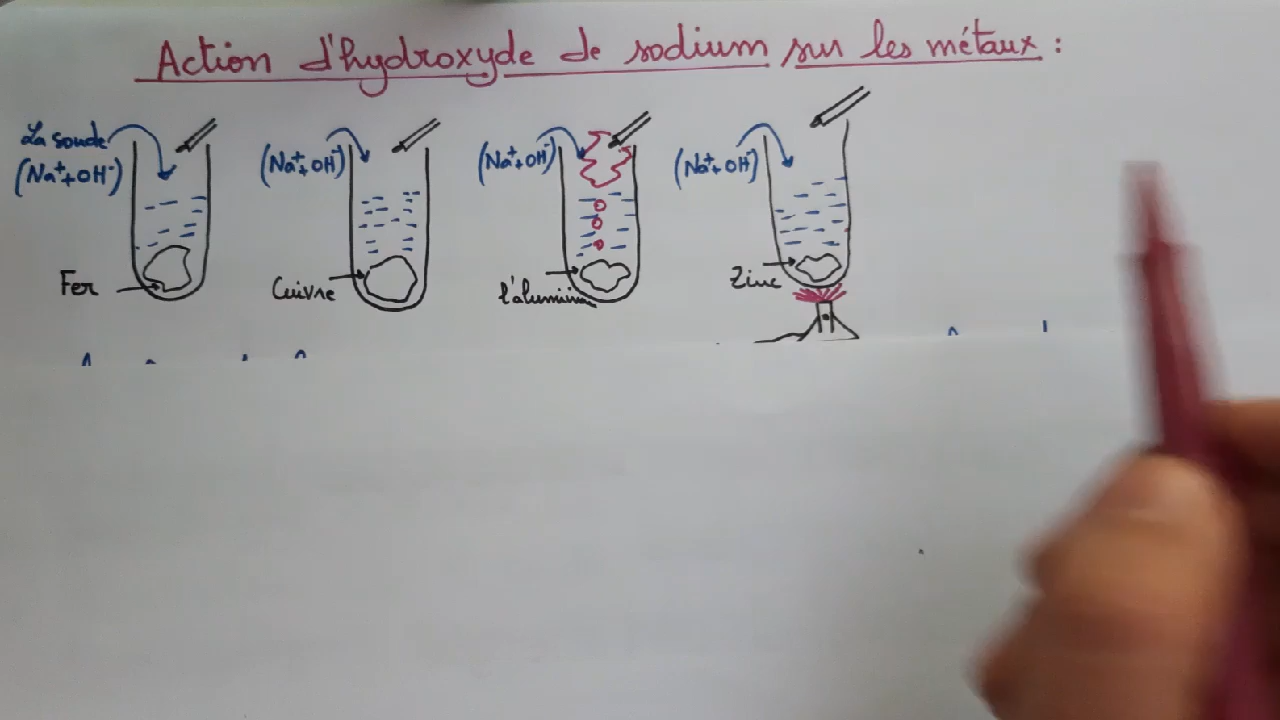 Action d'hydroxyde de sodium sur les métaux :
La soude
(Na⁺+OH⁻)
(Na⁺+OH⁻)
(Na⁺+OH⁻)
(Na⁺+OH⁻)
Fer
Cuivre
l'aluminium
Zinc